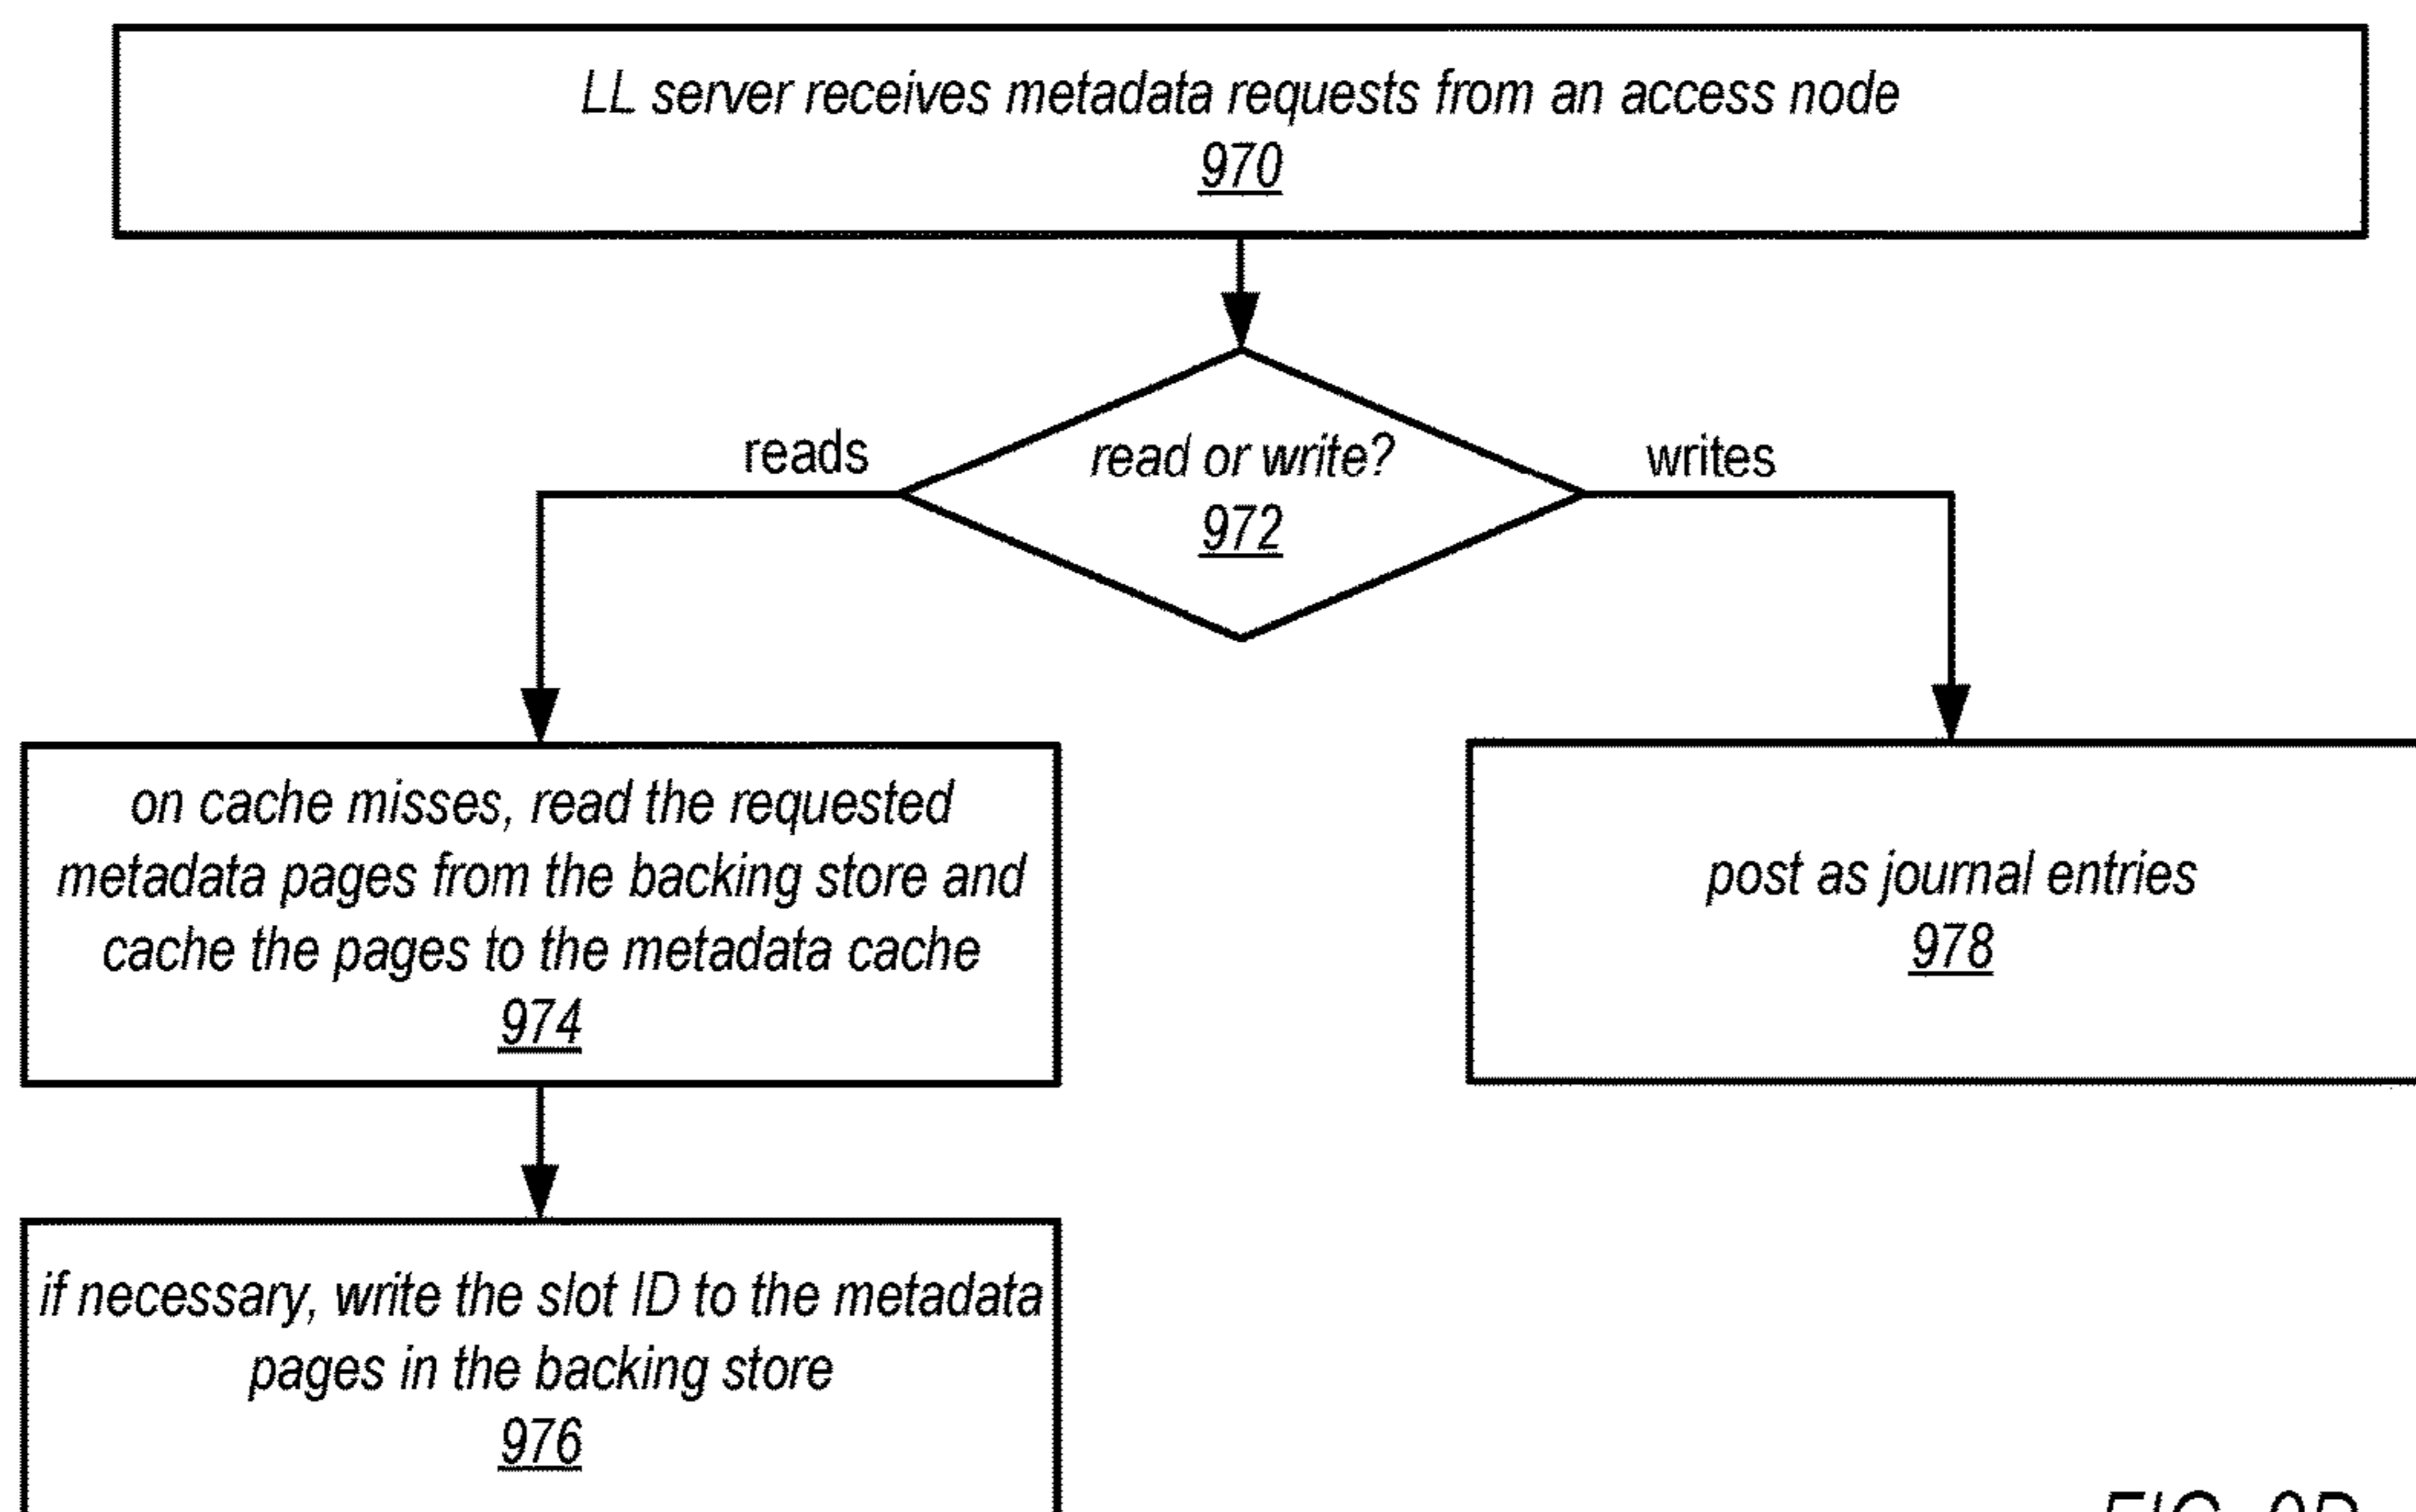 LL server receives metadata requests from an access node
970
read or write?
972
reads
writes
on cache misses, read the requested
metadata pages from the backing store and
cache the pages to the metadata cache
974
post as journal entries
978
if necessary, write the slot ID to the metadata
pages in the backing store
976